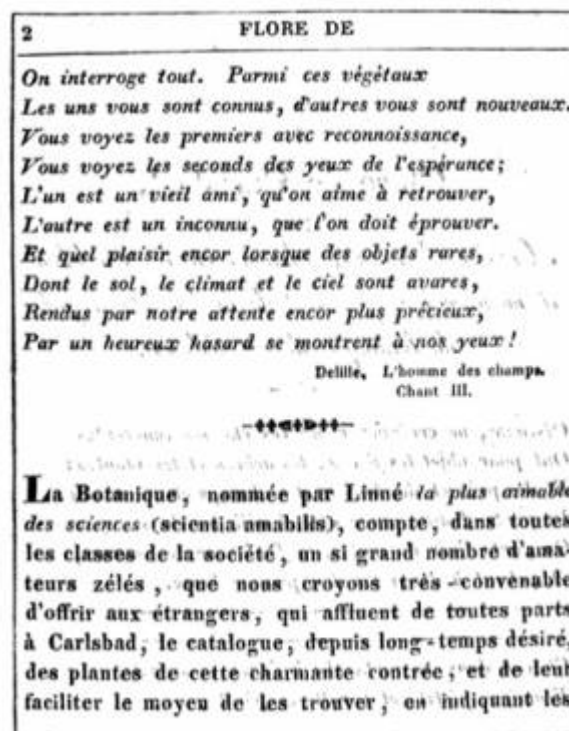 2 FLORE DE
On interroge tout. Parmi ces végétaux
Les uns vous sont connus, d'autres vous sont nouveaux.
Vous voyez les premiers avec reconnoissance,
Vous voyez les seconds des yeux de l'espérance;
L'un est un vieil ami, qu'on aime à retrouver,
L'autre est un inconnu, que l'on doit éprouver.
Et quel plaisir encor lorsque des objets rares,
Dont le sol, le climat et le ciel sont avares,
Rendus par notre attente encor plus précieux,
Par un heureux hasard se montrent à nos yeux!
Delille, L'homme des champs.
Chant III.
La Botanique, nommée par Linné la plus aimable
des sciences (scientia amabilis), compte, dans toutes
les classes de la société, un si grand nombre d'ama-
teurs zélés, que nous croyons très-convenable
d'offrir aux étrangers, qui affluent de toutes parts
à Carlsbad, le catalogue, depuis long-temps désiré,
des plantes de cette charmante contrée, et de leur
faciliter le moyen de les trouver, en indiquant les